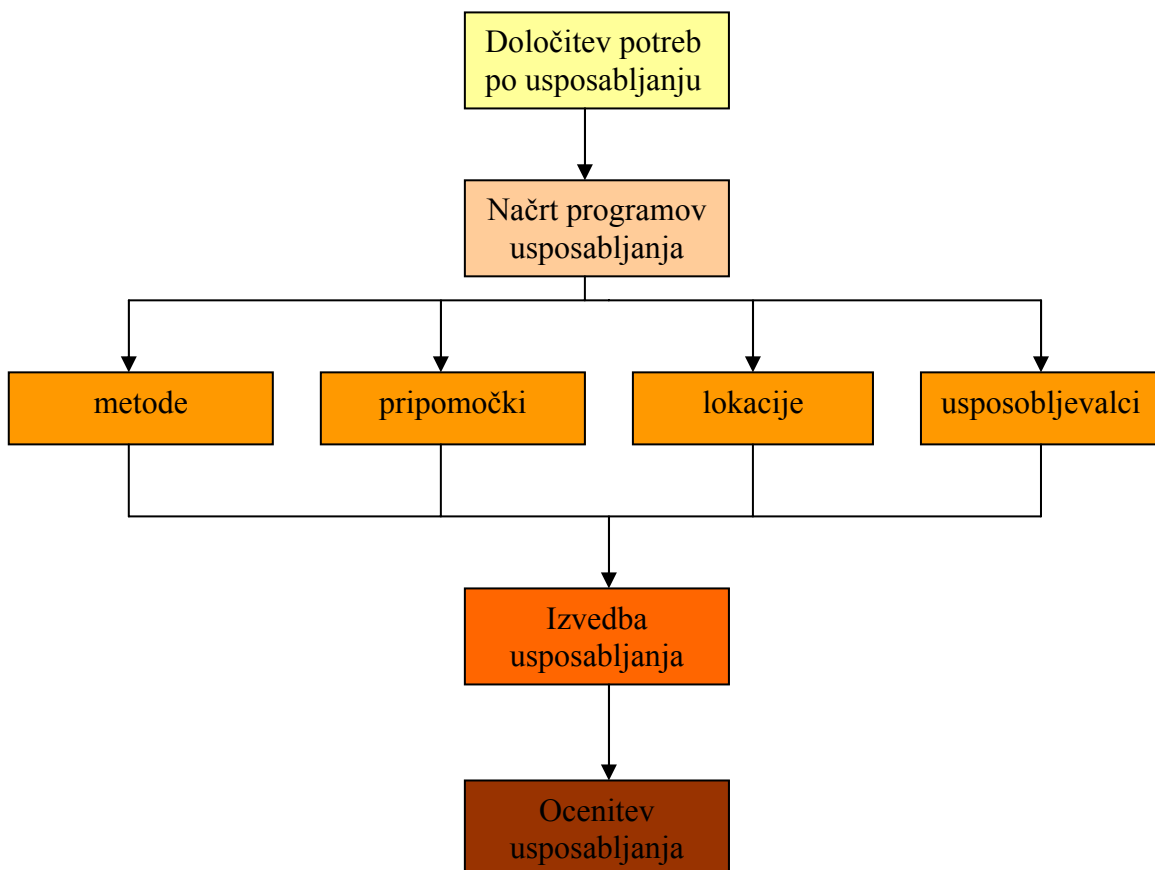 Določitev potreb
po usposabljanju
Načrt programov
usposabljanja
metode
pripomočki
lokacije
usposobljevalci
Izvedba
usposabljanja
Ocenitev
usposabljanja